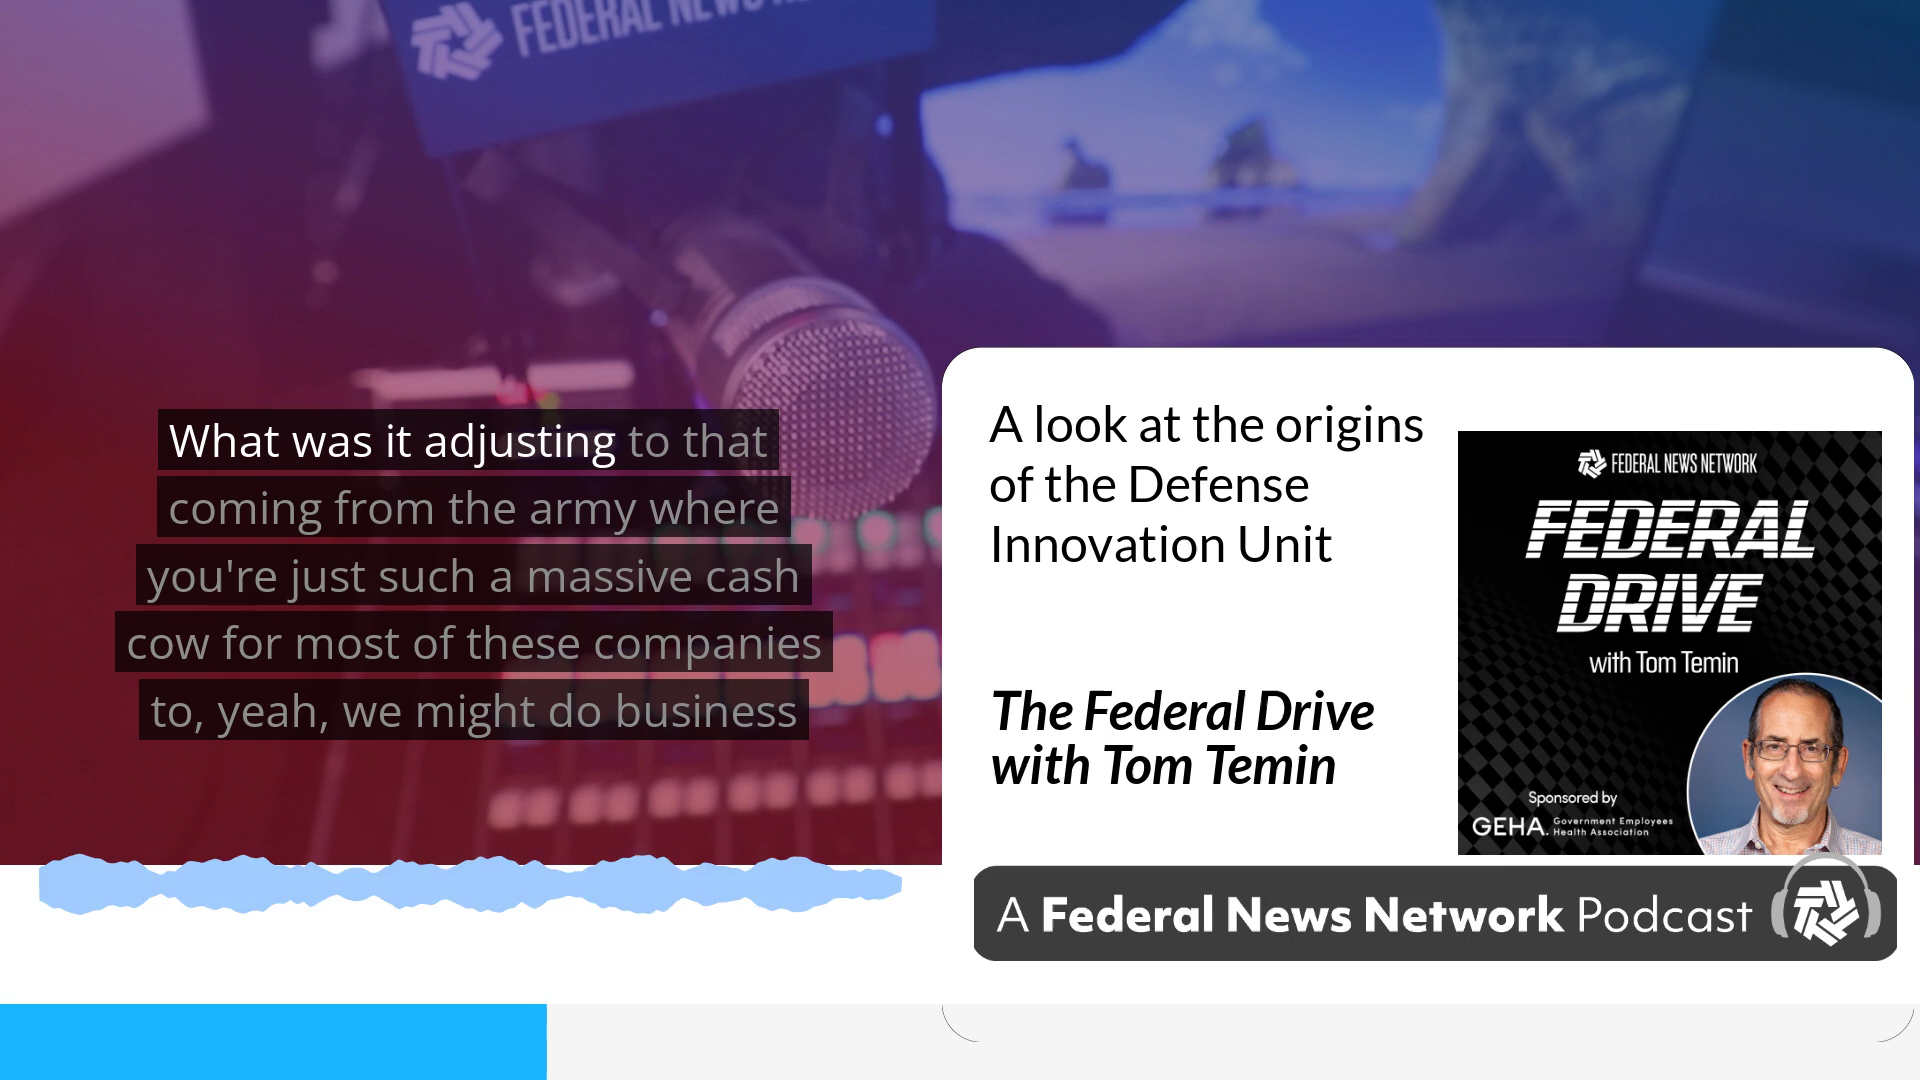 FEDERAL NEWS
What was it adjusting to that
coming from the army where
you're just such a massive cash
cow for most of these companies
to, yeah, we might do business
A look at the origins
of the Defense
Innovation Unit
The Federal Drive
with Tom Temin
FEDERAL NEWS NETWORK
FEDERAL
DRIVE
with Tom Temin
Sponsored by
GEHA. Government Employees
Health Association
A Federal News Network Podcast